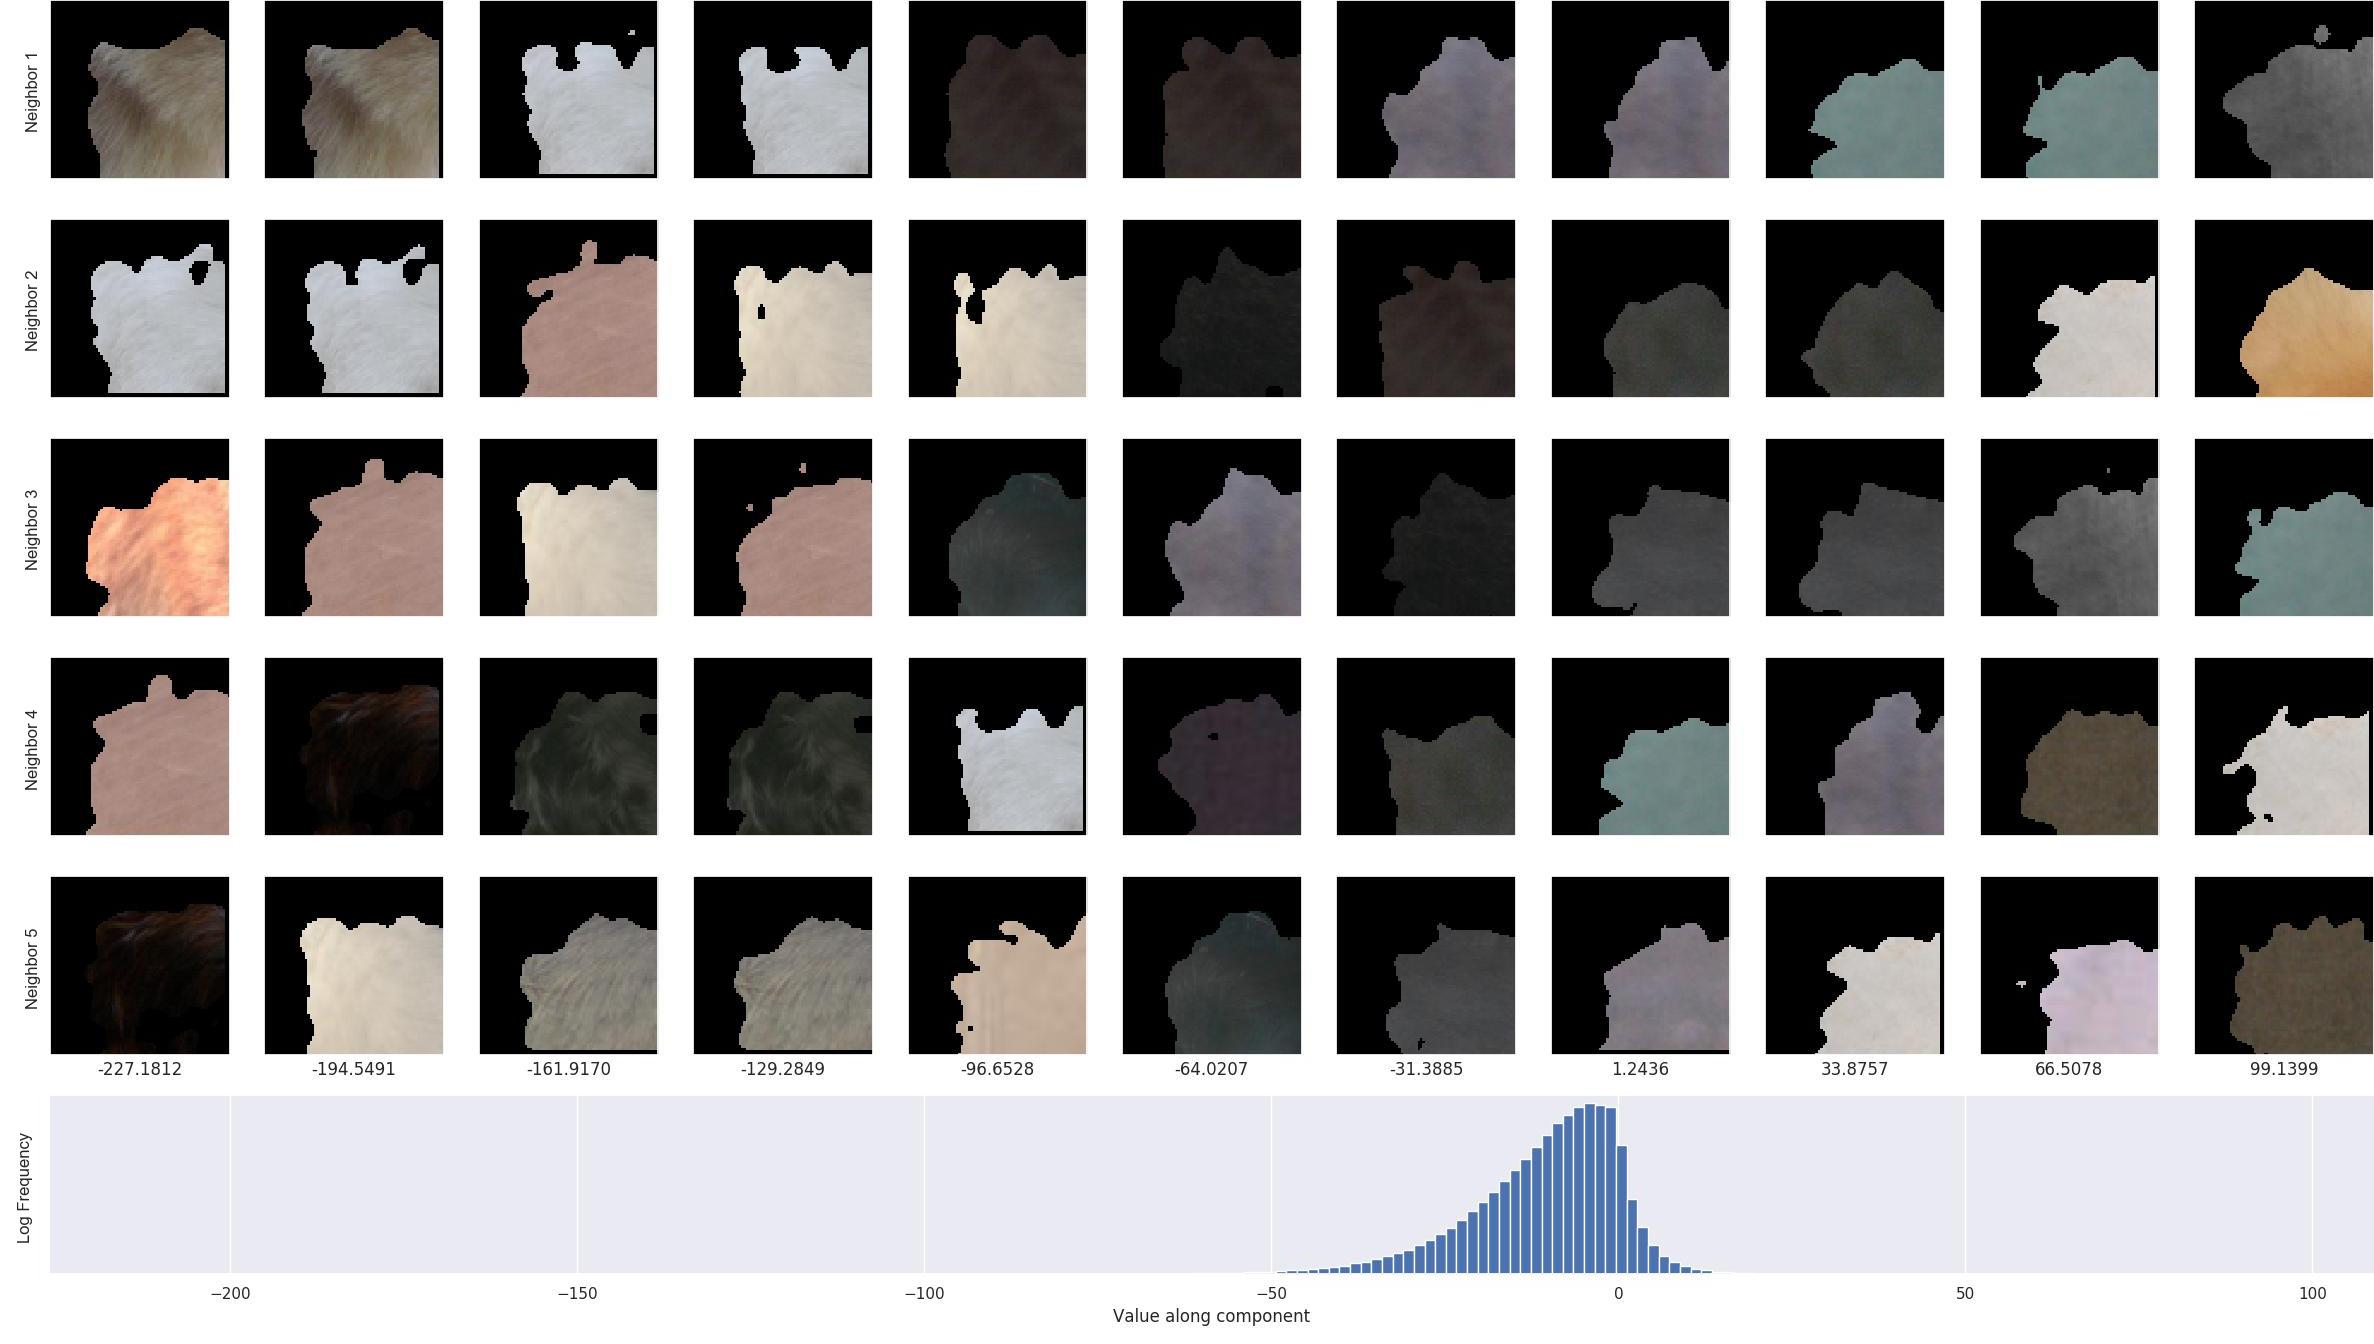 Neighbor 1
Neighbor 2
Neighbor 3
Neighbor 4
Neighbor 5
-227.1812 -194.5491 -161.9170 -129.2849 -96.6528 -64.0207 -31.3885 1.2436 33.8757 66.5078 99.1399
Log Frequency
−200 −150 −100 −50 0 50 100
Value along component